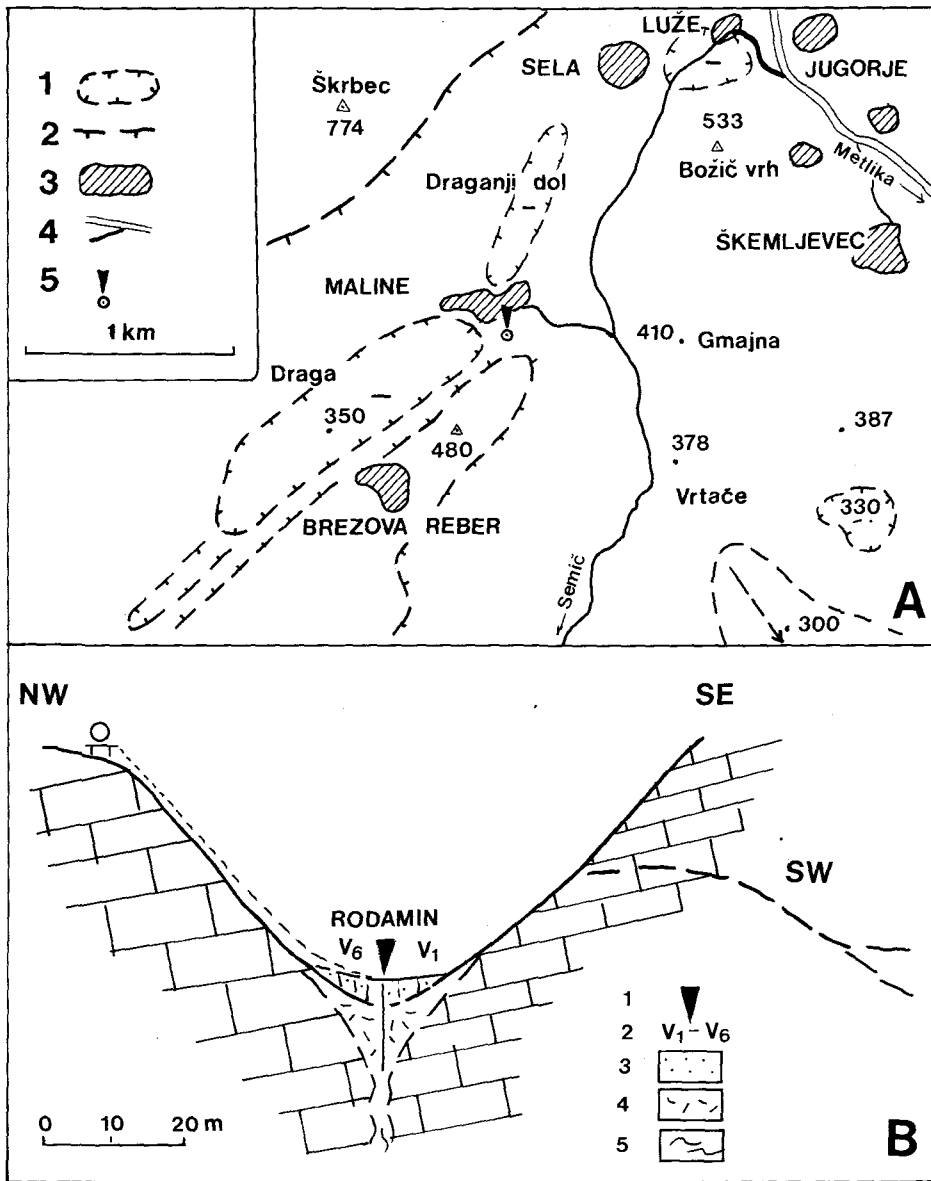 1
2
3
4
5
1 km
LUŽE
SELA
JUGORJE
Škrbec
774
533
Božič vrh
Metlika
Draganji dol
ŠKEMLJEVEC
MALINE
410 Gmajna
Draga
350
480
387
378
Vrtače
330
BREZOVA REBER
Semič
300
A
NW
SE
SW
RODAMIN
V6 V1
1
2 V1 - V6
3
4
5
0 10 20 m
B